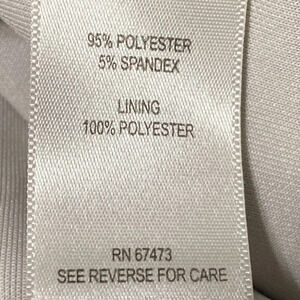 95% POLYESTER
5% SPANDEX
LINING
100% POLYESTER
RN 67473
SEE REVERSE FOR CARE